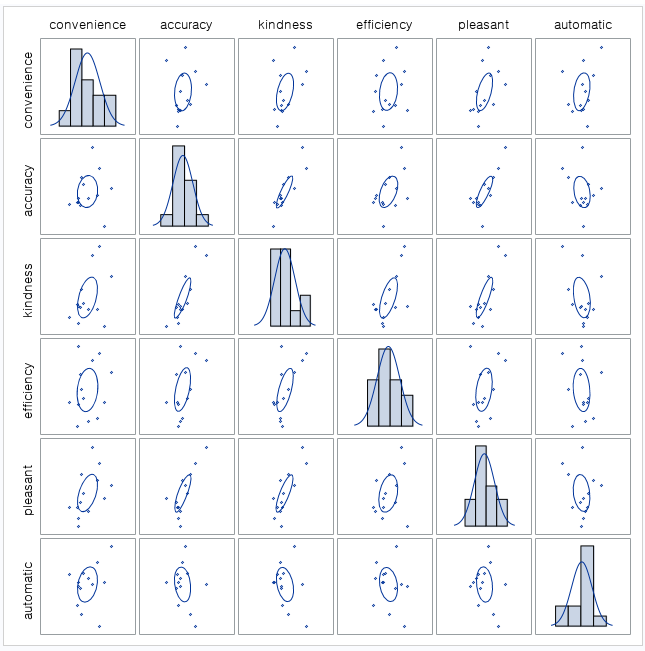 convenience accuracy kindness efficiency pleasant automatic
convenience
accuracy
kindness
efficiency
pleasant
automatic